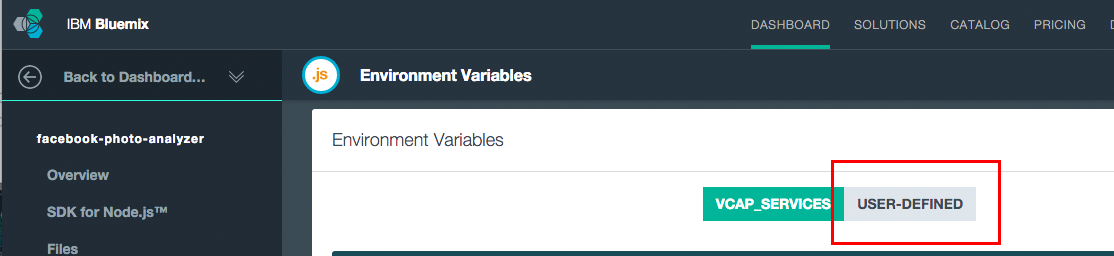 IBM Bluemix
DASHBOARD SOLUTIONS CATALOG PRICING
Back to Dashboard...
.js Environment Variables
facebook-photo-analyzer
Overview
SDK for Node.js™
Files
Environment Variables
VCAP_SERVICES USER-DEFINED